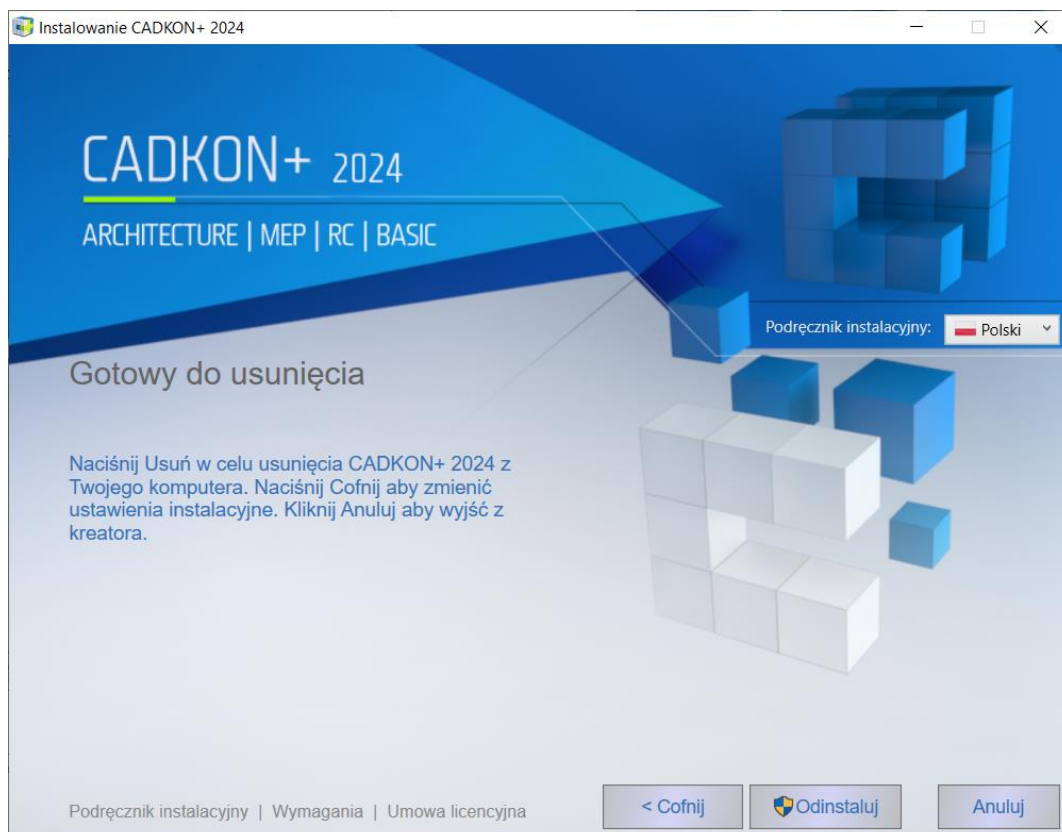 Instalowanie CADKON+ 2024
CADKON+ 2024
ARCHITECTURE | MEP | RC | BASIC
Podręcznik instalacyjny: Polski
Gotowy do usunięcia
Naciśnij Usuń w celu usunięcia CADKON+ 2024 z
Twojego komputera. Naciśnij Cofnij aby zmienić
ustawienia instalacyjne. Kliknij Anuluj aby wyjść z
kreatora.
Podręcznik instalacyjny | Wymagania | Umowa licencyjna
< Cofnij
Odinstaluj
Anuluj